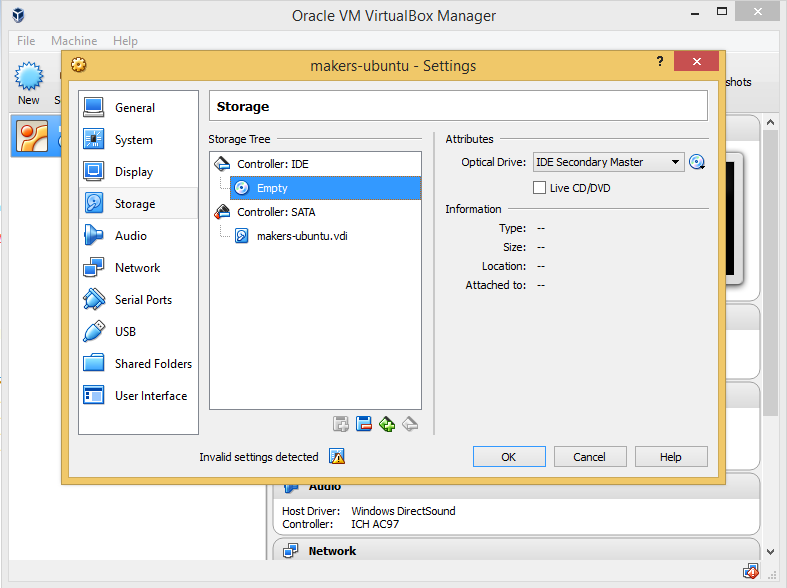 Oracle VM VirtualBox Manager
File Machine Help
makers-ubuntu - Settings
?
New
S
shots
General
System
Display
Storage
Audio
Network
Serial Ports
USB
Shared Folders
User Interface
Storage
Storage Tree
Controller: IDE
Empty
Controller: SATA
makers-ubuntu.vdi
Attributes
Optical Drive: IDE Secondary Master
Live CD/DVD
Information
Type: --
Size: --
Location: --
Attached to: --
Invalid settings detected
OK Cancel Help
Audio
Host Driver: Windows DirectSound
Controller: ICH AC97
Network